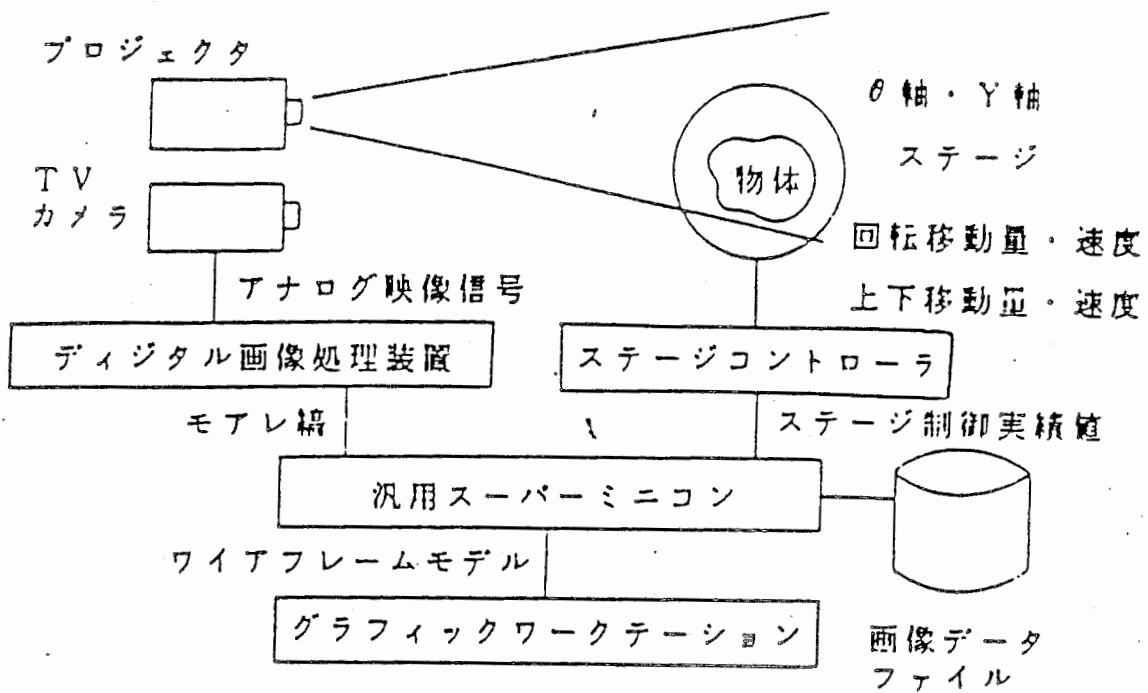 プロジェクタ
TV
カメラ
θ軸・Y軸
ステージ
物体
回転移動量・速度
上下移動量・速度
アナログ映像信号
ディジタル画像処理装置
ステージコントローラ
モアレ縞
ステージ制御実績値
汎用スーパーミニコン
ワイアフレームモデル
グラフィックワークテーション
画像データ
ファイル